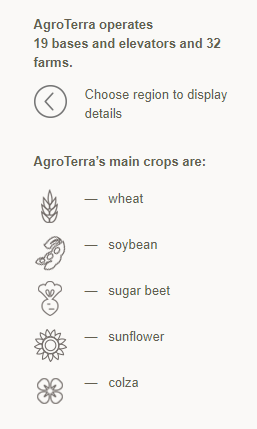 AgroTerra operates
19 bases and elevators and 32
farms.
Choose region to display
details
AgroTerra's main crops are:
— wheat
— soybean
— sugar beet
— sunflower
— colza